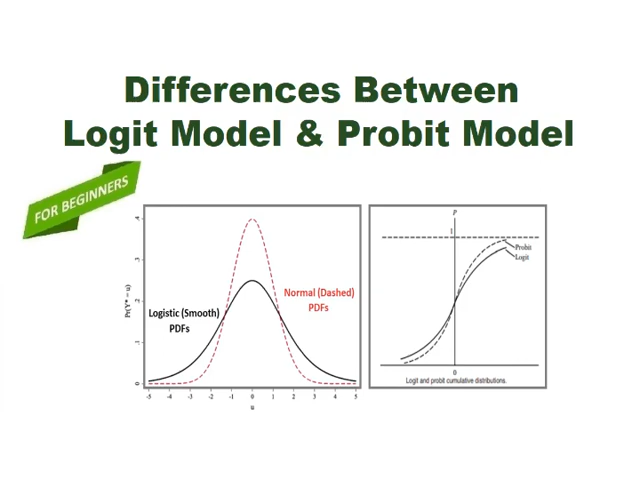 Differences Between
Logit Model & Probit Model
FOR BEGINNERS
Pr(Y* = u)
.4
.3
.2
.1
0
Logistic (Smooth)
PDFs
Normal (Dashed)
PDFs
-5 -4 -3 -2 -1 0 1 2 3 4 5
u
P
1
Probit
Logit
0
Logit and probit cumulative distributions.